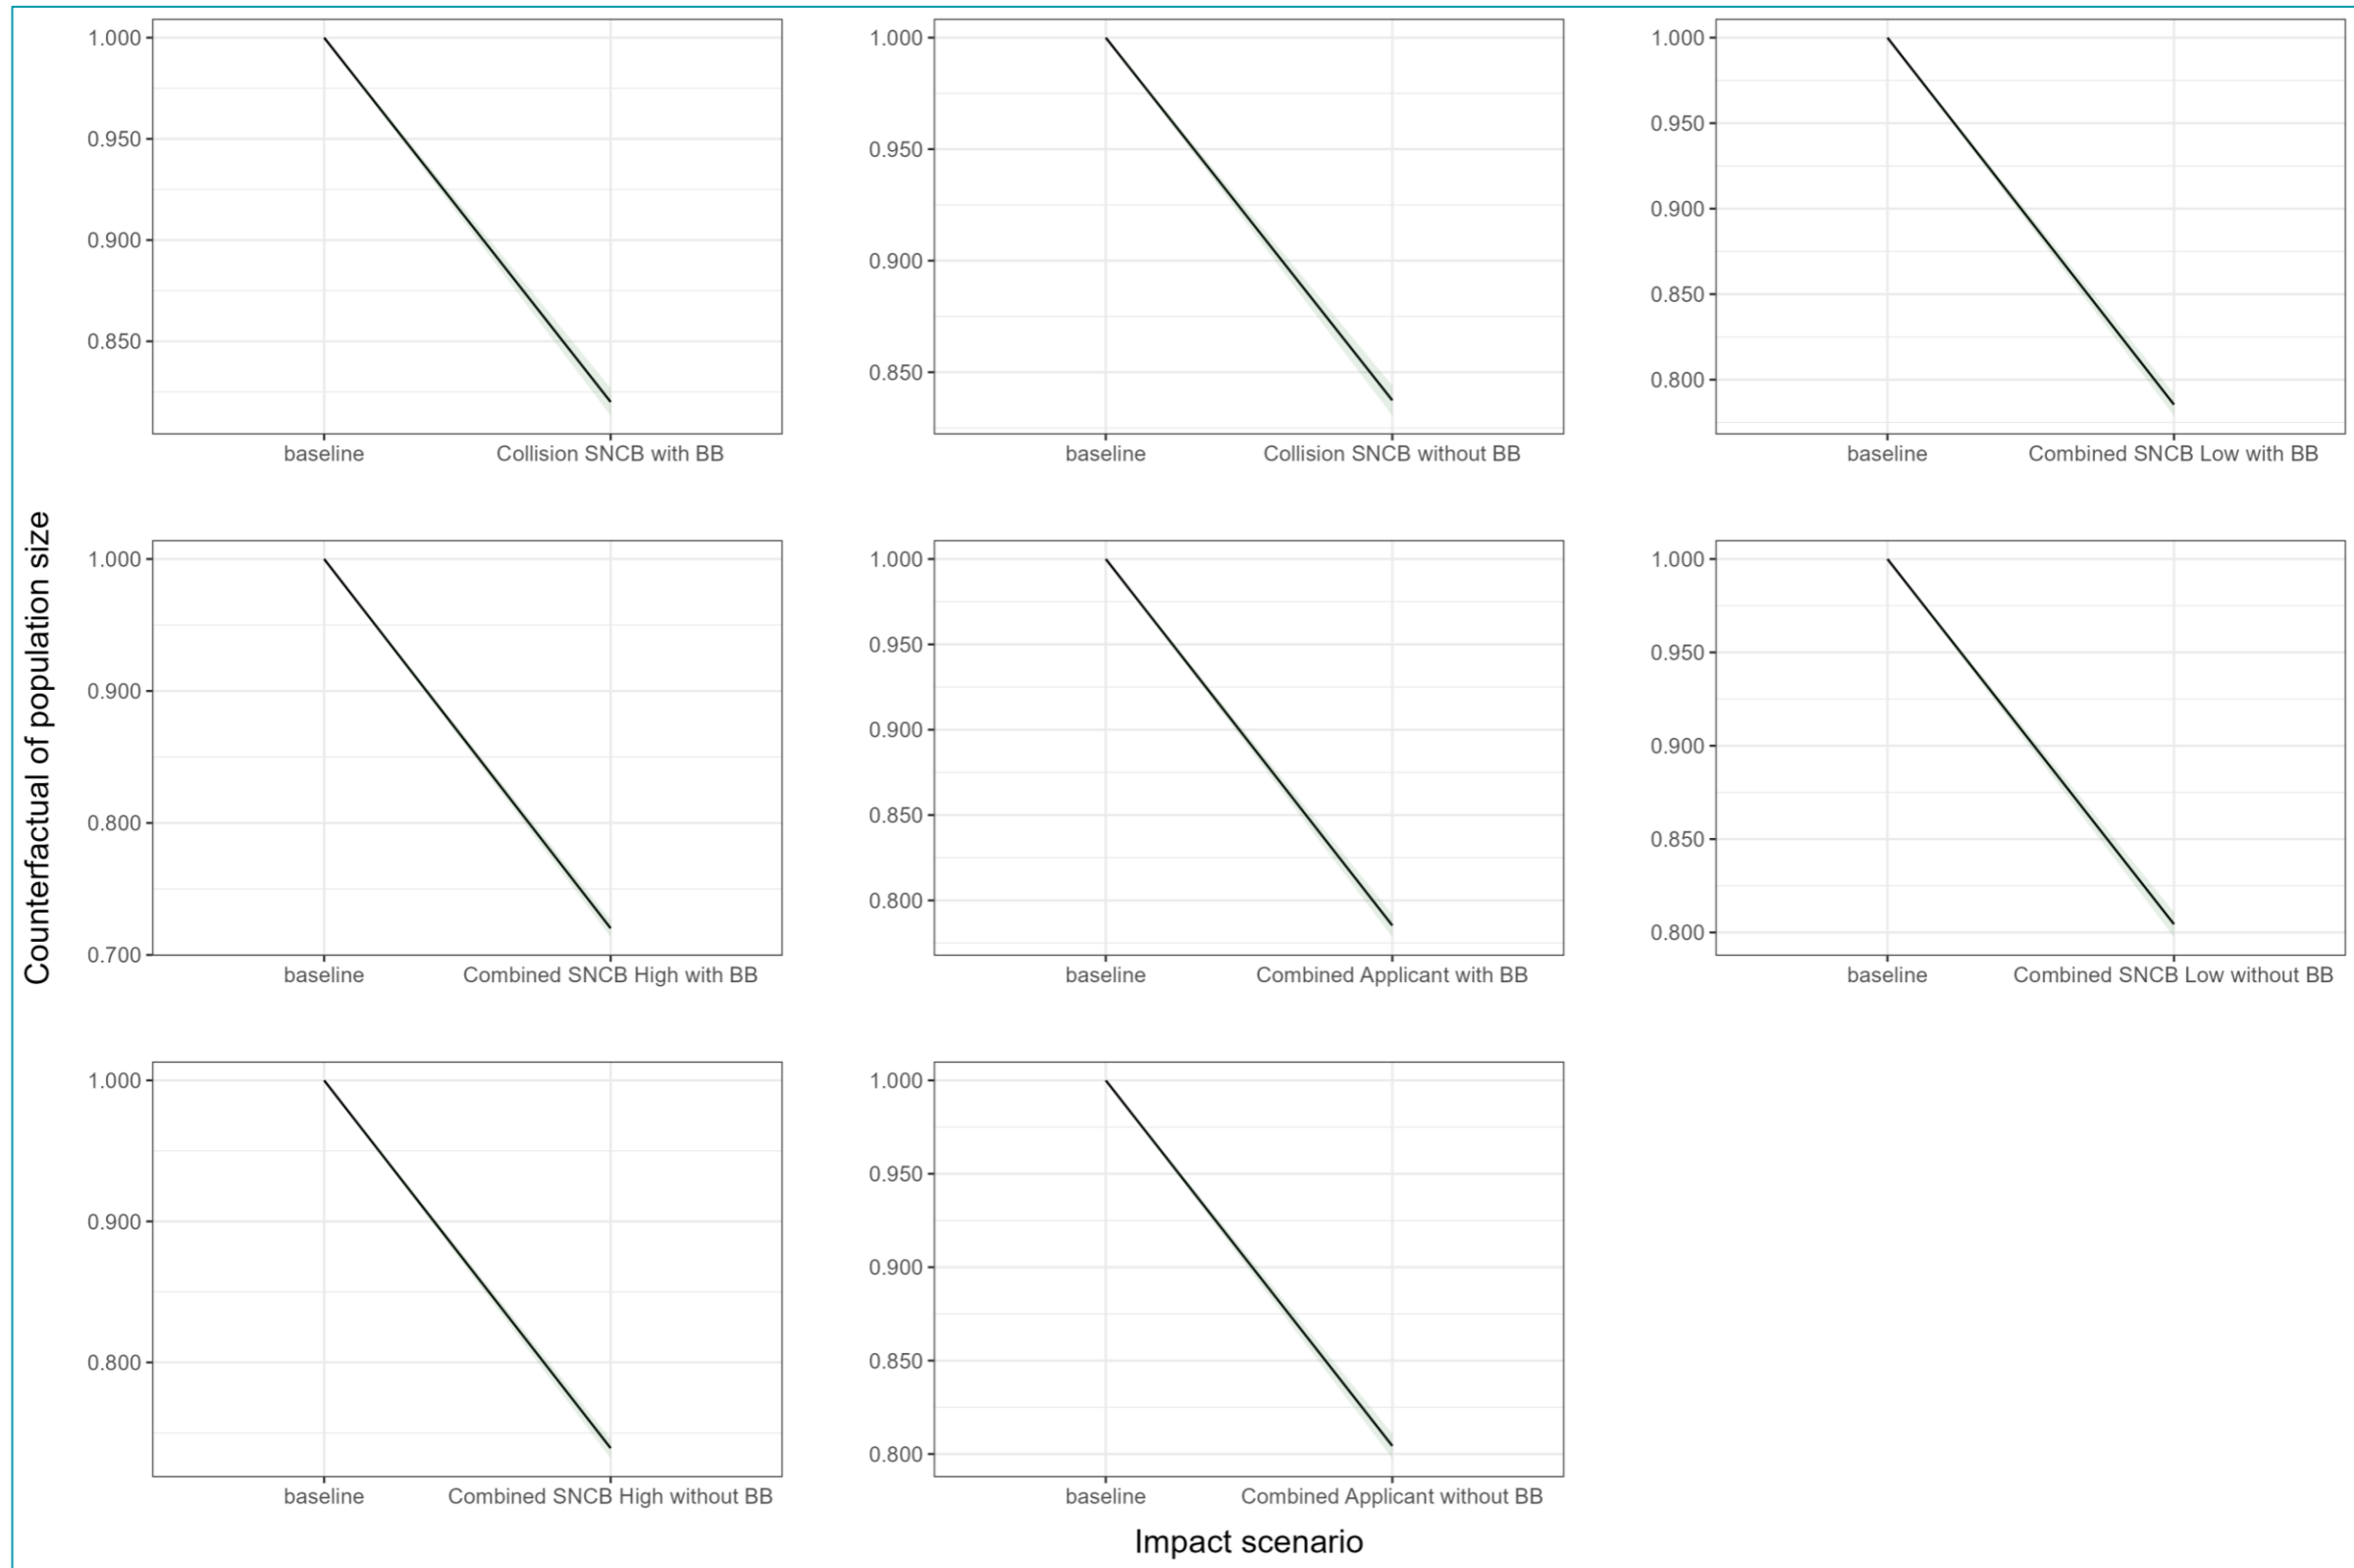 1.000
0.950
0.900
0.850
baseline
Collision SNCB with BB
1.000
0.950
0.900
0.850
baseline
Collision SNCB without BB
1.000
0.950
0.900
0.850
0.800
baseline
Combined SNCB Low with BB
Counterfactual of population size
1.000
0.900
0.800
0.700
baseline
Combined SNCB High with BB
1.000
0.950
0.900
0.850
0.800
baseline
Combined Applicant with BB
1.000
0.950
0.900
0.850
0.800
baseline
Combined SNCB Low without BB
1.000
0.900
0.800
baseline
Combined SNCB High without BB
1.000
0.950
0.900
0.850
0.800
baseline
Combined Applicant without BB
Impact scenario